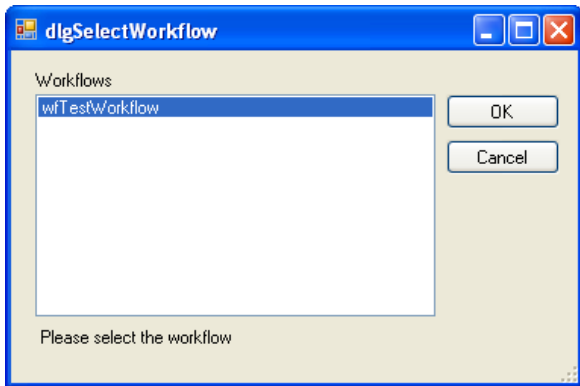 dlgSelectWorkflow
Workflows
wfTestWorkflow
OK
Cancel
Please select the workflow